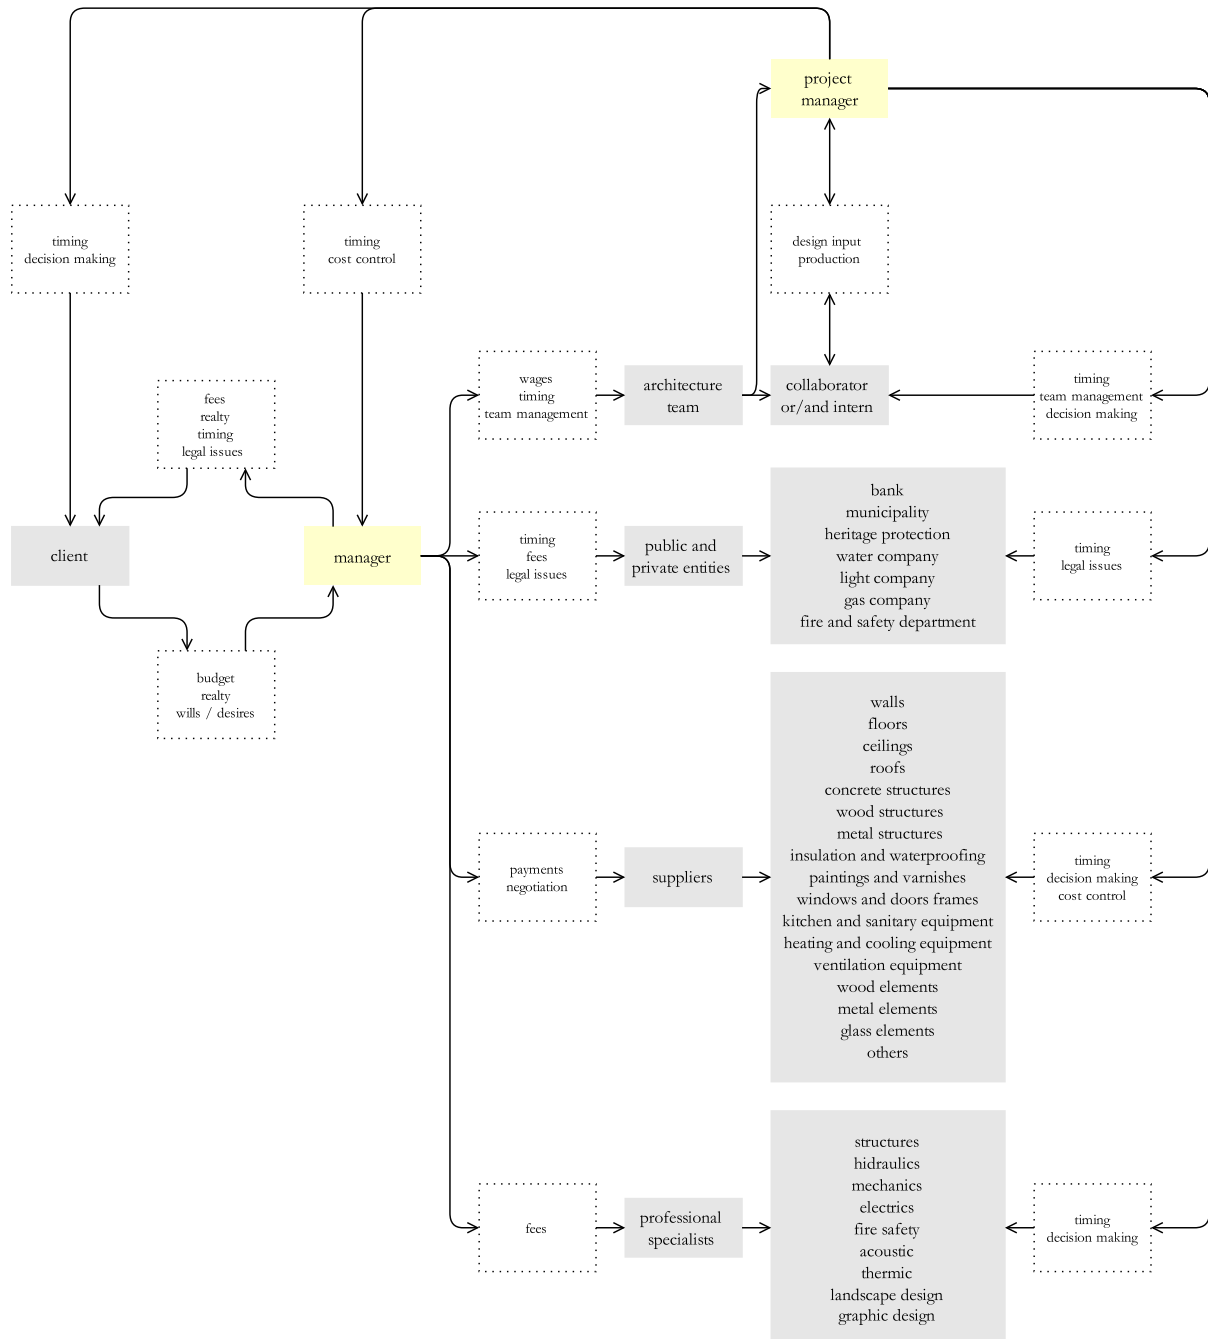 project
manager
timing
decision making
timing
cost control
design input
production
fees
realty
timing
legal issues
wages
timing
team management
architecture
team
collaborator
or/and intern
timing
team management
decision making
client
manager
timing
fees
legal issues
public and
private entities
bank
municipality
heritage protection
water company
light company
gas company
fire and safety department
timing
legal issues
budget
realty
wills / desires
payments
negotiation
suppliers
walls
floors
ceilings
roofs
concrete structures
wood structures
metal structures
insulation and waterproofing
paintings and varnishes
windows and doors frames
kitchen and sanitary equipment
heating and cooling equipment
ventilation equipment
wood elements
metal elements
glass elements
others
timing
decision making
cost control
fees
professional
specialists
structures
hidraulics
mechanics
electrics
fire safety
acoustic
thermic
landscape design
graphic design
timing
decision making